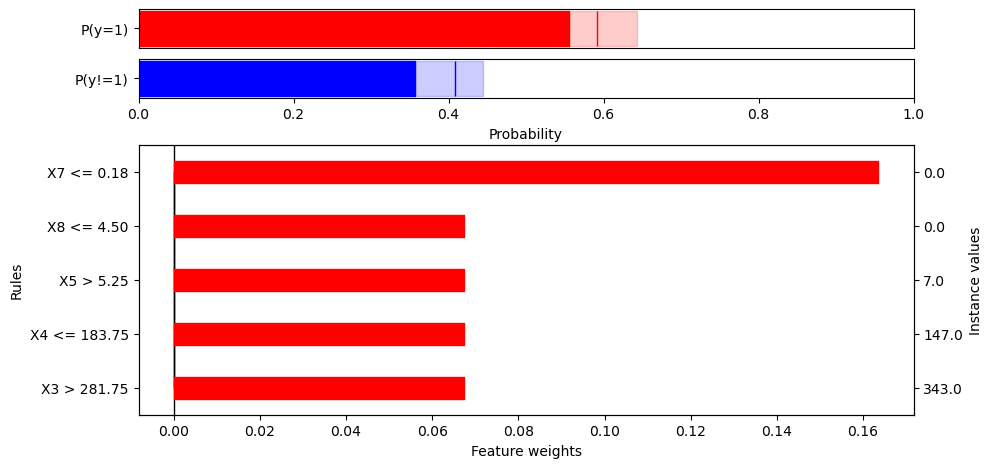 P(y=1)
P(y!=1)
0.0 0.2 0.4 0.6 0.8 1.0
Probability
X7 <= 0.18 0.0
X8 <= 4.50 0.0
X5 > 5.25 7.0
X4 <= 183.75 147.0
X3 > 281.75 343.0
Rules
Instance values
0.00 0.02 0.04 0.06 0.08 0.10 0.12 0.14 0.16
Feature weights